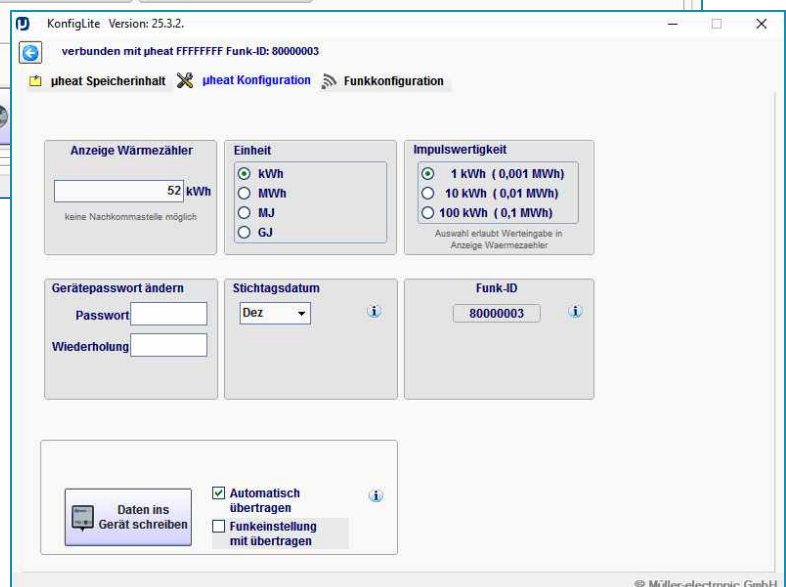 KonfigLite Version: 25.3.2.
verbunden mit µheat FFFFFFFF Funk-ID: 80000003
µheat Speicherinhalt µheat Konfiguration Funkkonfiguration
Anzeige Wärmezähler
52 kWh
keine Nachkommastelle möglich
Einheit
kWh
MWh
MJ
GJ
Impulswertigkeit
1 kWh ( 0,001 MWh)
10 kWh ( 0,01 MWh)
100 kWh ( 0,1 MWh)
Auswahl erlaubt Werteingabe in
Anzeige Waermezaehler
Gerätepasswort ändern
Passwort
Wiederholung
Stichtagsdatum
Dez
Funk-ID
80000003
Daten ins
Gerät schreiben
Automatisch
übertragen
Funkeinstellung
mit übertragen
© Müller-electronic GmbH